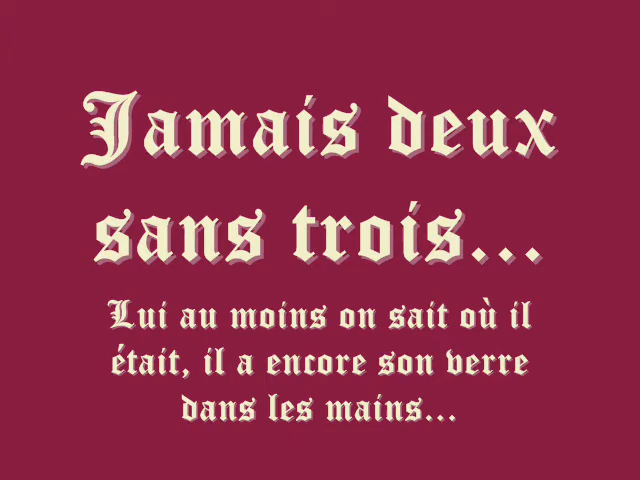 Jamais deux
sans trois...
Lui au moins on sait où il
était, il a encore son verre
dans les mains...